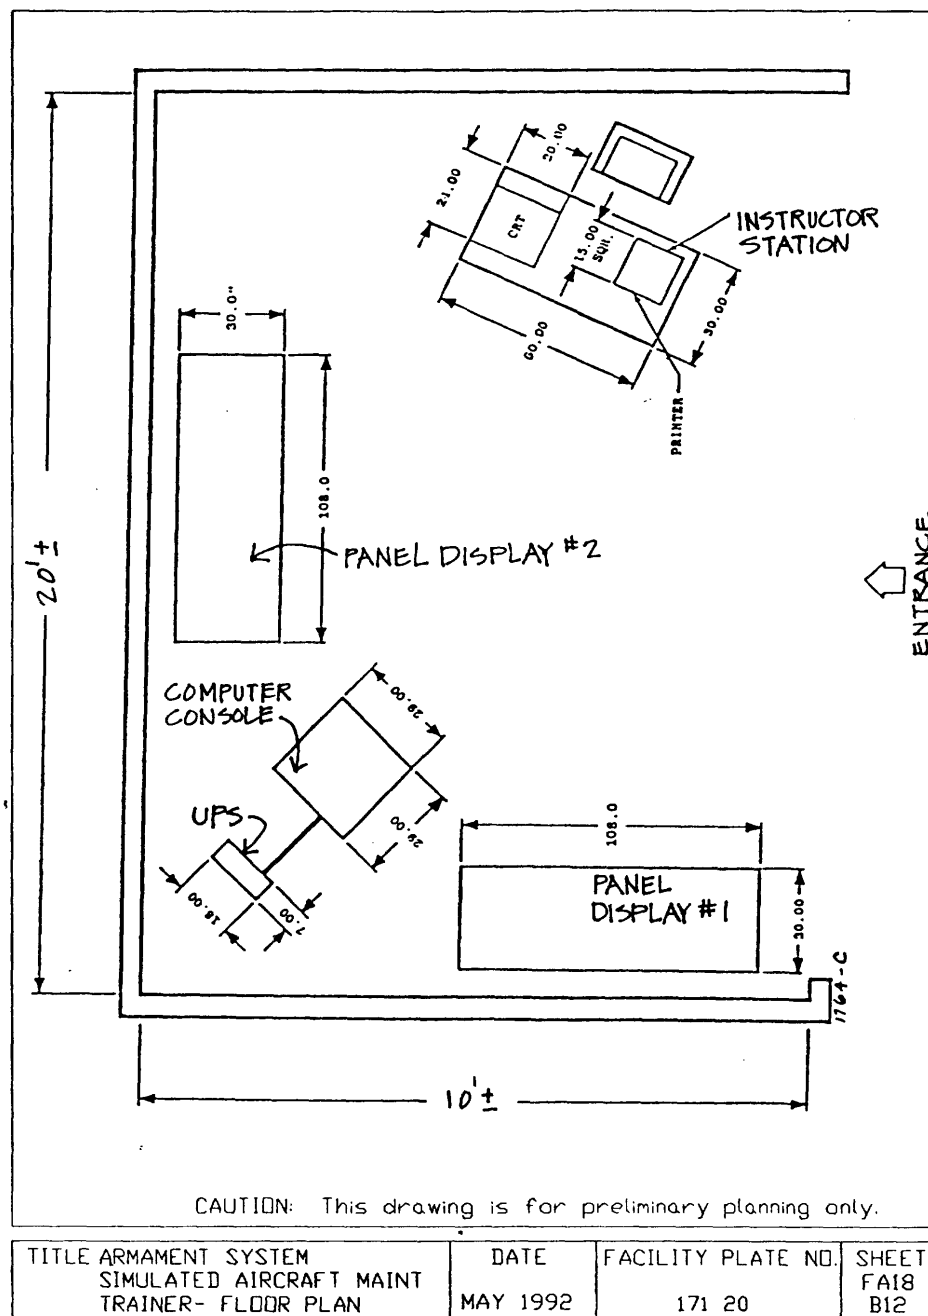 20.00
21.00
CRT
15.00
SQR.
INSTRUCTOR
STATION
30.00
60.00
PRINTER
30.0"
108.0
20'±
PANEL DISPLAY #2
ENTRANCE
COMPUTER
CONSOLE
29.00
29.00
UPS
18.00
7.00
108.0
PANEL
DISPLAY #1
30.00
1764-C
10'±
CAUTION: This drawing is for preliminary planning only.
TITLE ARMAMENT SYSTEM
SIMULATED AIRCRAFT MAINT
TRAINER- FLOOR PLAN
DATE
MAY 1992
FACILITY PLATE NO.
171 20
SHEET
FA18
B12